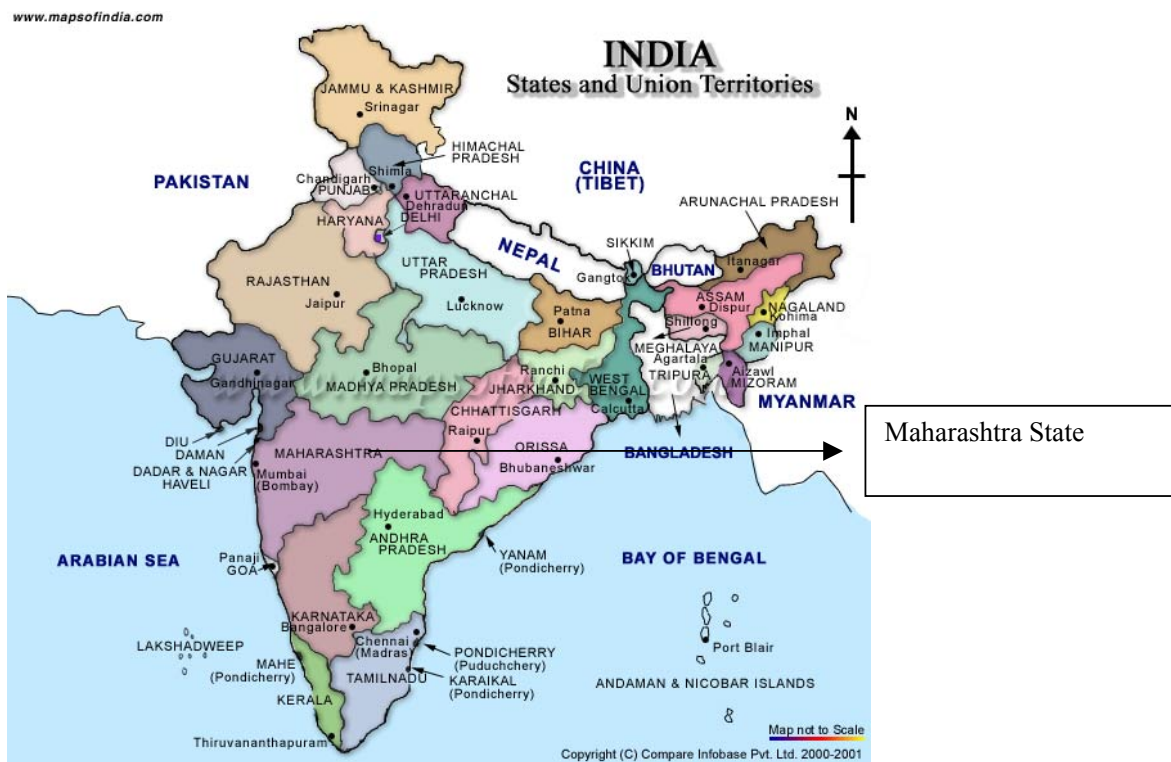 www.mapsofindia.com
INDIA
States and Union Territories
N
JAMMU & KASHMIR
Srinagar
HIMACHAL
PRADESH
Shimla
PAKISTAN
CHINA
(TIBET)
Chandigarh
PUNJAB
UTTARANCHAL
Dehradun
ARUNACHAL PRADESH
HARYANA
DELHI
NEPAL
SIKKIM
Gangtok
BHUTAN
Itanagar
UTTAR
PRADESH
RAJASTHAN
Jaipur
Lucknow
Patna
BIHAR
ASSAM
Dispur
NAGALAND
Kohima
Shillong
Imphal
MANIPUR
MEGHALAYA
Agartala
TRIPURA
Aizawl
MIZORAM
GUJARAT
Gandhinagar
Bhopal
MADHYA PRADESH
Ranchi
JHARKHAND
WEST
BENGAL
Calcutta
MYANMAR
CHHATTISGARH
Raipur
DIU
DAMAN
DADAR & NAGAR
HAVELI
MAHARASHTRA
Mumbai
(Bombay)
ORISSA
Bhubaneshwar
BANGLADESH
Maharashtra State
Hyderabad
ANDHRA
PRADESH
ARABIAN SEA
Panaji
GOA
YANAM
(Pondicherry)
BAY OF BENGAL
KARNATAKA
Bangalore
LAKSHADWEEP
Chennai
(Madras)
PONDICHERRY
(Puduchchery)
Port Blair
MAHE
(Pondicherry)
TAMILNADU
KARAIKAL
(Pondicherry)
ANDAMAN & NICOBAR ISLANDS
KERALA
Thiruvananthapuram
Map not to Scale
Copyright (C) Compare Infobase Pvt. Ltd. 2000-2001